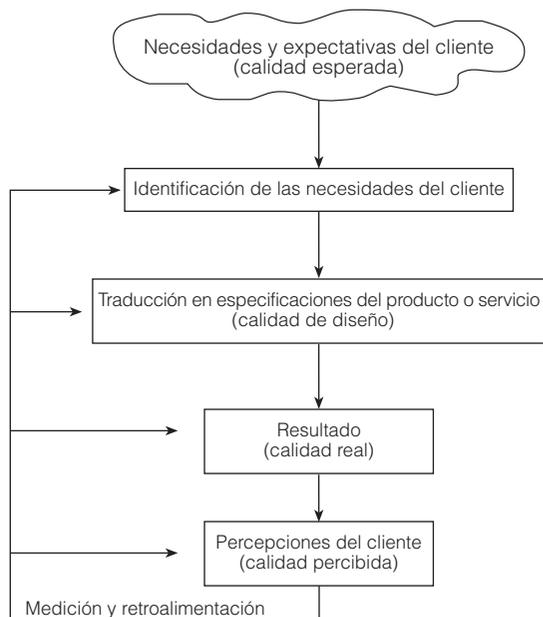 Necesidades y expectativas del cliente
(calidad esperada)
Identificación de las necesidades del cliente
Traducción en especificaciones del producto o servicio
(calidad de diseño)
Resultado
(calidad real)
Percepciones del cliente
(calidad percibida)
Medición y retroalimentación